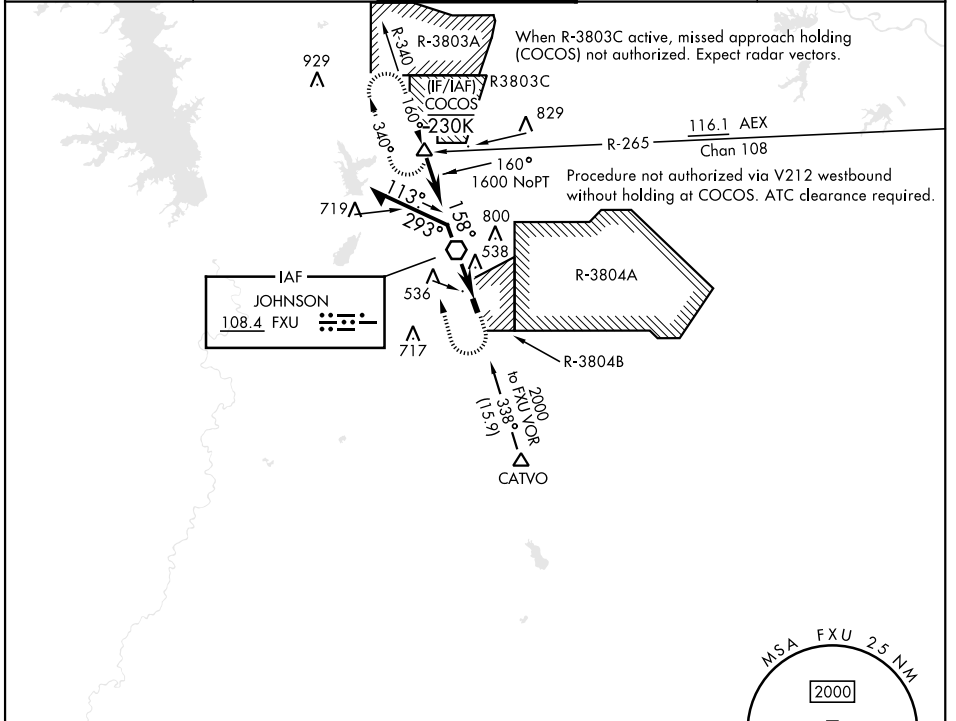 When R-3803C active, missed approach holding
(COCOS) not authorized. Expect radar vectors.
R-3803A
R-340
929
R3803C
(IF/IAF)
COCOS
230K
160°
340°
829
116.1 AEX
R-265
Chan 108
160°
1600 NoPT
Procedure not authorized via V212 westbound
without holding at COCOS. ATC clearance required.
113°
293°
158°
719
800
538
R-3804A
IAF
JOHNSON
108.4 FXU
536
717
R-3804B
2000
to FXU VOR
338°
(15.9)
CATVO
MSA FXU 25 NM
2000